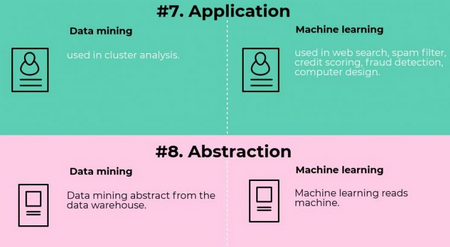 #7. Application
Data mining
used in cluster analysis.
Machine learning
used in web search, spam filter,
credit scoring, fraud detection,
computer design.
#8. Abstraction
Data mining
Data mining abstract from the
data warehouse.
Machine learning
Machine learning reads
machine.